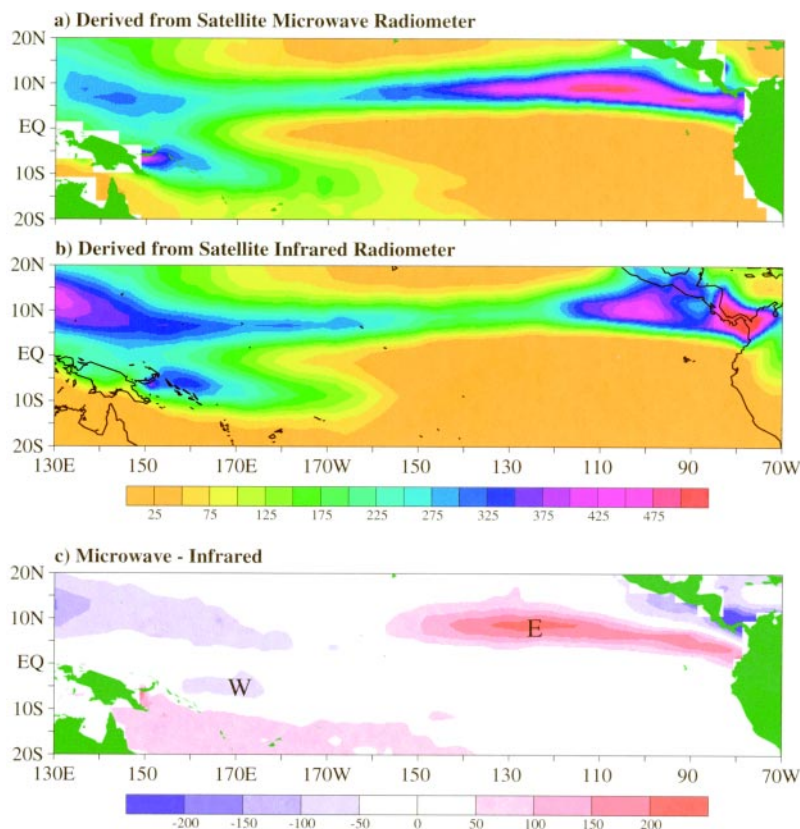 a) Derived from Satellite Microwave Radiometer
20N
10N
EQ
10S
20S
b) Derived from Satellite Infrared Radiometer
20N
10N
EQ
10S
20S
130E 150 170E 170W 150 130 110 90 70W
25 75 125 175 225 275 325 375 425 475
c) Microwave - Infrared
20N
10N
E
EQ
W
10S
20S
130E 150 170E 170W 150 130 110 90 70W
-200 -150 -100 -50 0 50 100 150 200